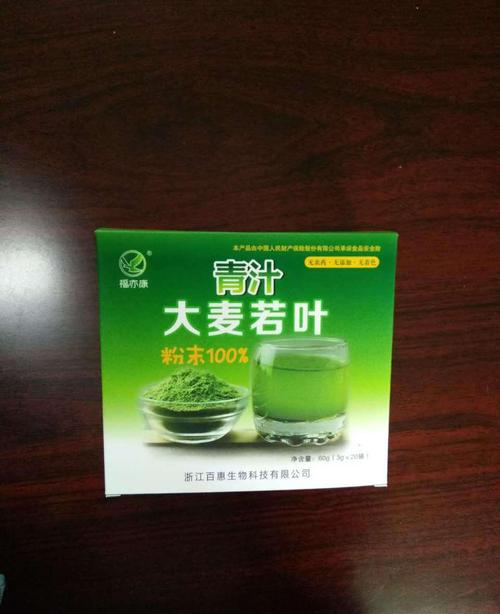 本产品由中国人民财产保险股份有限公司承保食品安全险
无农药·无添加·无着色
福亦康
青汁
大麦若叶
粉末100%
净含量：60g（3g×20袋）
浙江百惠生物科技有限公司